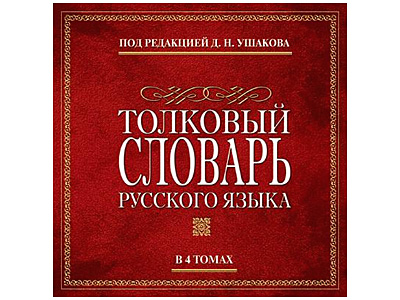 ПОД РЕДАКЦИЕЙ Д. Н. УШАКОВА
ТОЛКОВЫЙ
СЛОВАРЬ
РУССКОГО ЯЗЫКА
В 4 ТОМАХ